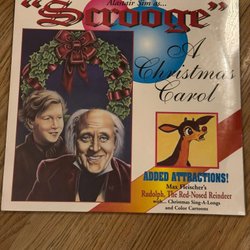 Alastair Sim as...
"Scrooge"
A
Christmas
Carol
ADDED ATTRACTIONS!
Max Fleischer's
Rudolph, The Red-Nosed Reindeer
with... Christmas Sing-A-Longs
and Color Cartoons